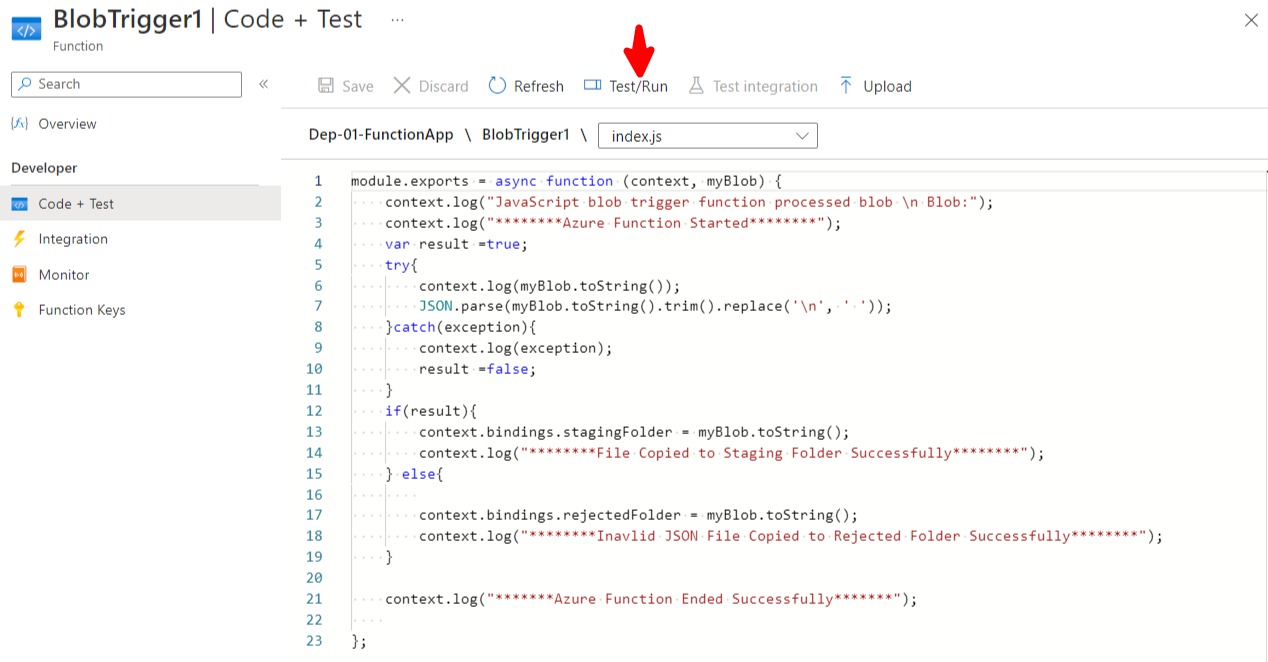 BlobTrigger1 | Code + Test ...
Function
Search «
Save Discard Refresh Test/Run Test integration Upload
Overview
Dep-01-FunctionApp \ BlobTrigger1 \ index.js
Developer
Code + Test
Integration
Monitor
Function Keys
1 module.exports = async function (context, myBlob) {
2 context.log("JavaScript blob trigger function processed blob \n Blob:");
3 context.log("********Azure Function Started********");
4 var result =true;
5 try{
6 context.log(myBlob.toString());
7 JSON.parse(myBlob.toString().trim().replace('\n', ' '));
8 }catch(exception){
9 context.log(exception);
10 result =false;
11 }
12 if(result){
13 context.bindings.stagingFolder = myBlob.toString();
14 context.log("********File Copied to Staging Folder Successfully********");
15 } else{
16
17 context.bindings.rejectedFolder = myBlob.toString();
18 context.log("********Inavlid JSON File Copied to Rejected Folder Successfully********");
19 }
20
21 context.log("*******Azure Function Ended Successfully*******");
22
23 };